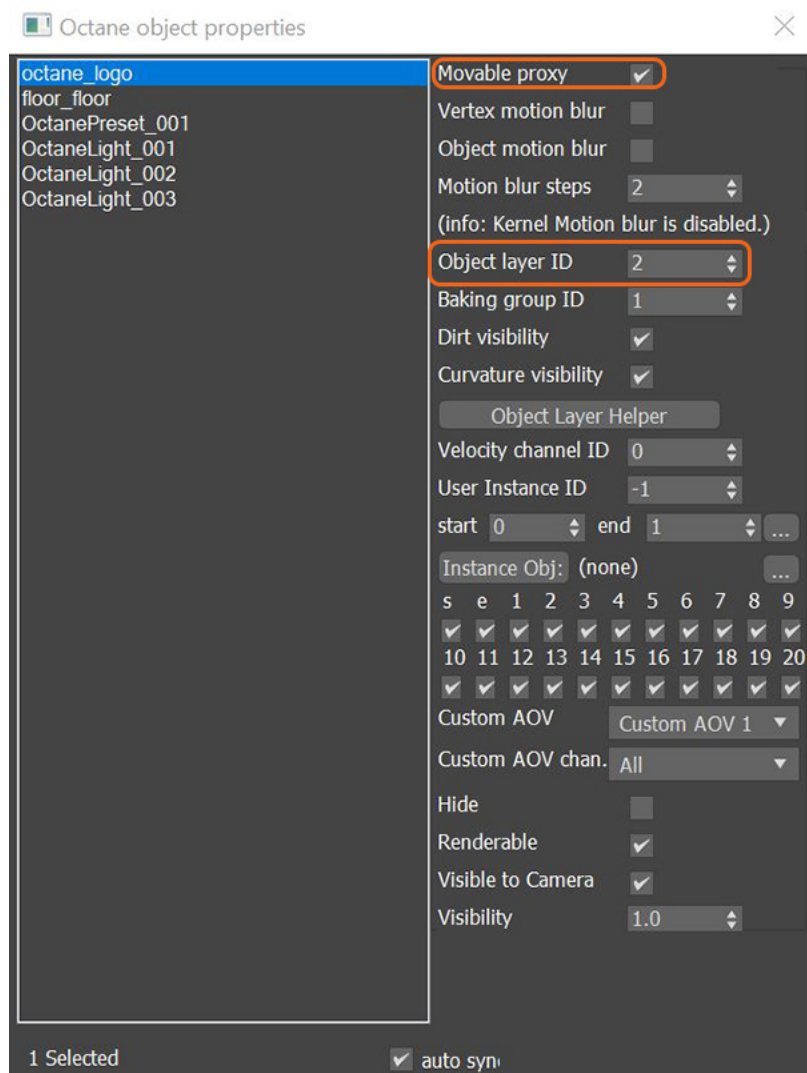 Octane object properties
octane_logo
floor_floor
OctanePreset_001
OctaneLight_001
OctaneLight_002
OctaneLight_003
Movable proxy
Vertex motion blur
Object motion blur
Motion blur steps 2
(info: Kernel Motion blur is disabled.)
Object layer ID 2
Baking group ID 1
Dirt visibility
Curvature visibility
Object Layer Helper
Velocity channel ID 0
User Instance ID -1
start 0 end 1 ...
Instance Obj: (none) ...
s e 1 2 3 4 5 6 7 8 9
10 11 12 13 14 15 16 17 18 19 20
Custom AOV Custom AOV 1
Custom AOV chan. All
Hide
Renderable
Visible to Camera
Visibility 1.0
1 Selected auto syn